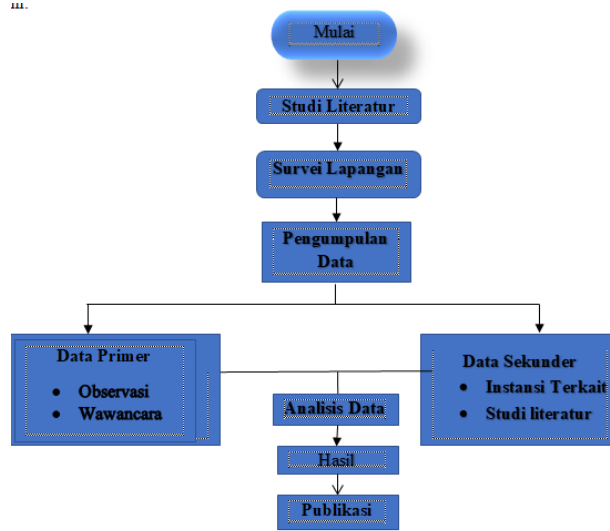 Mulai
Studi Literatur
Survei Lapangan
Pengumpulan
Data
Data Primer
• Observasi
• Wawancara
Data Sekunder
• Instansi Terkait
• Studi literatur
Analisis Data
Hasil
Publikasi